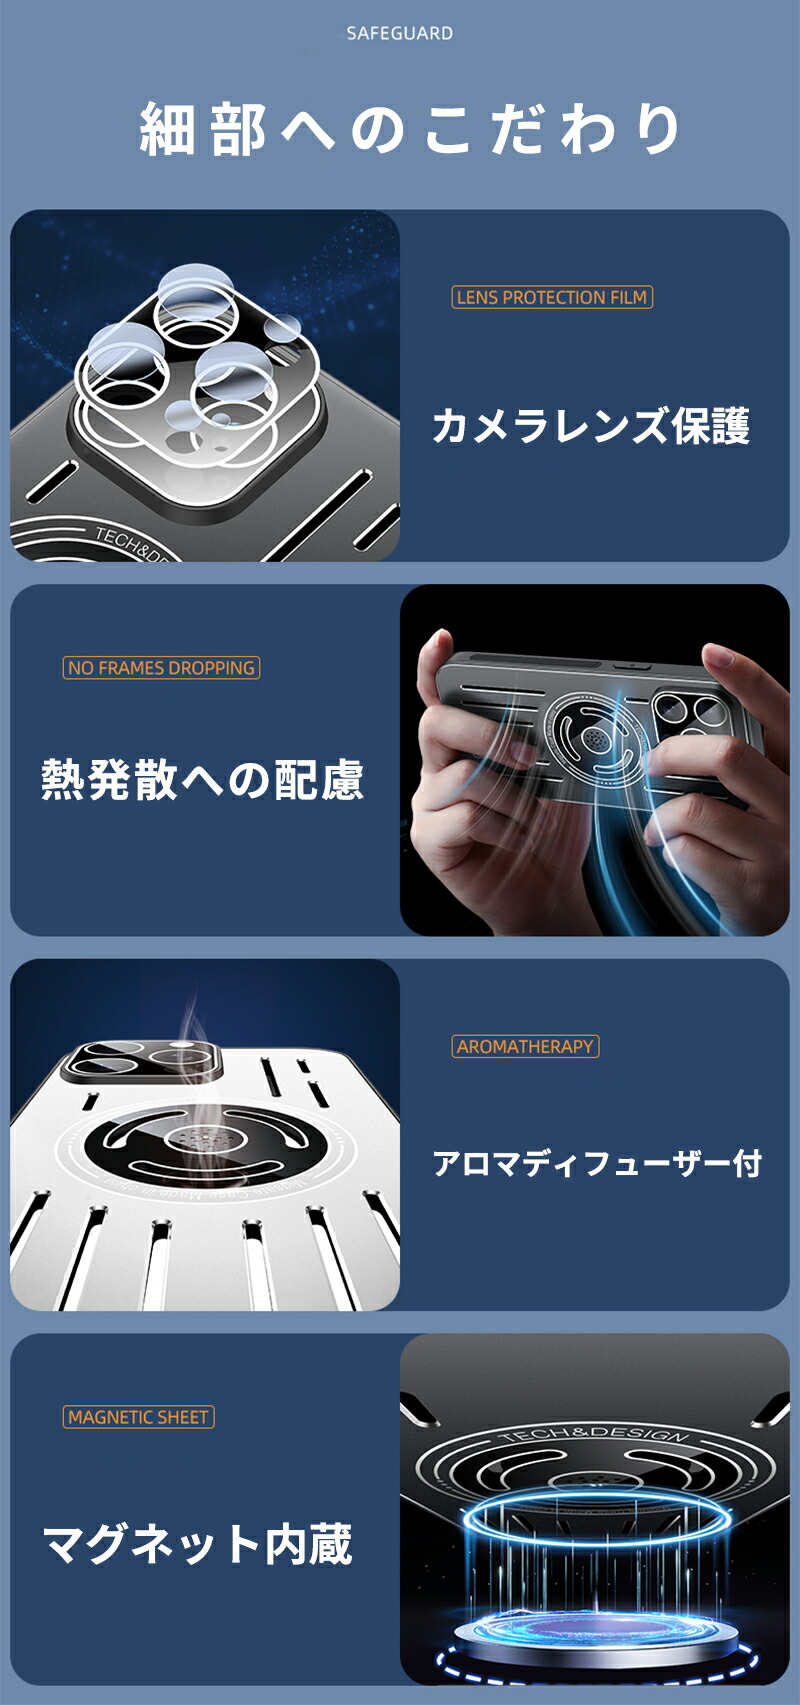 SAFEGUARD
細部へのこだわり
LENS PROTECTION FILM
カメラレンズ保護
TECH&DE
NO FRAMES DROPPING
熱発散への配慮
AROMATHERAPY
アロマディフューザー付
MAGNETIC SHEET
マグネット内蔵
TECH&DESIGN